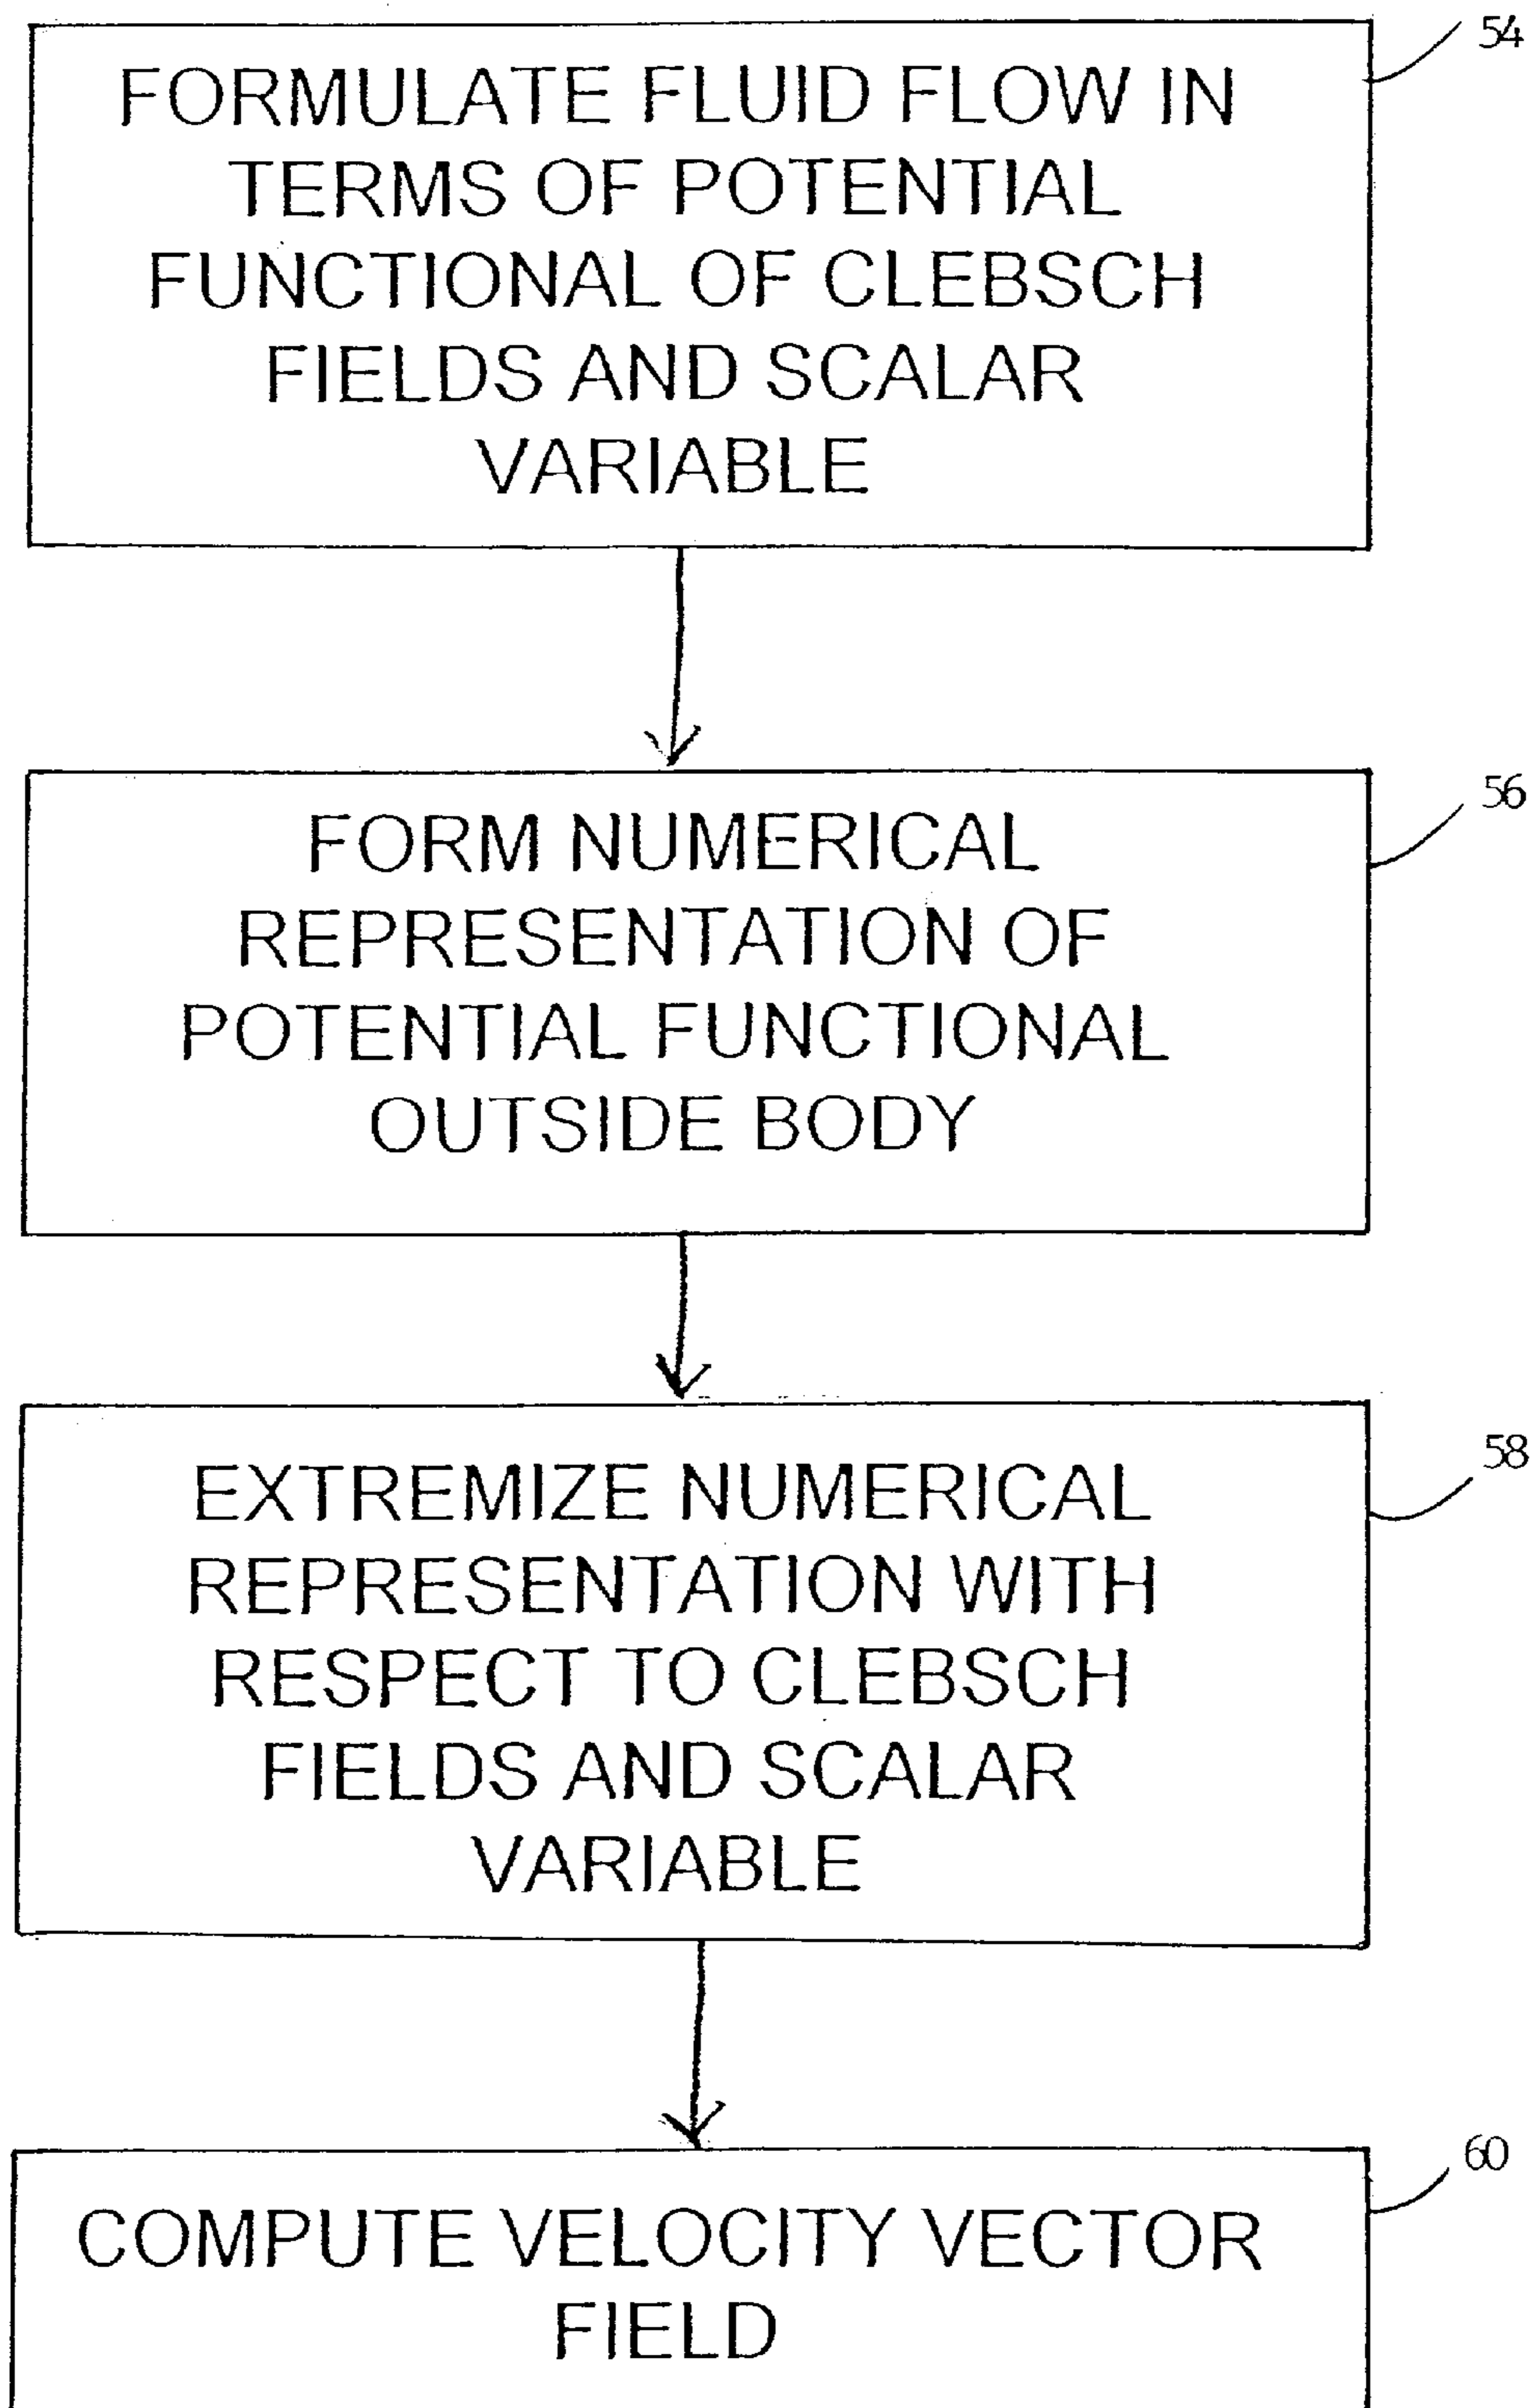 54
FORMULATE FLUID FLOW IN
TERMS OF POTENTIAL
FUNCTIONAL OF CLEBSCH
FIELDS AND SCALAR
VARIABLE
56
FORM NUMERICAL
REPRESENTATION OF
POTENTIAL FUNCTIONAL
OUTSIDE BODY
58
EXTREMIZE NUMERICAL
REPRESENTATION WITH
RESPECT TO CLEBSCH
FIELDS AND SCALAR
VARIABLE
60
COMPUTE VELOCITY VECTOR
FIELD